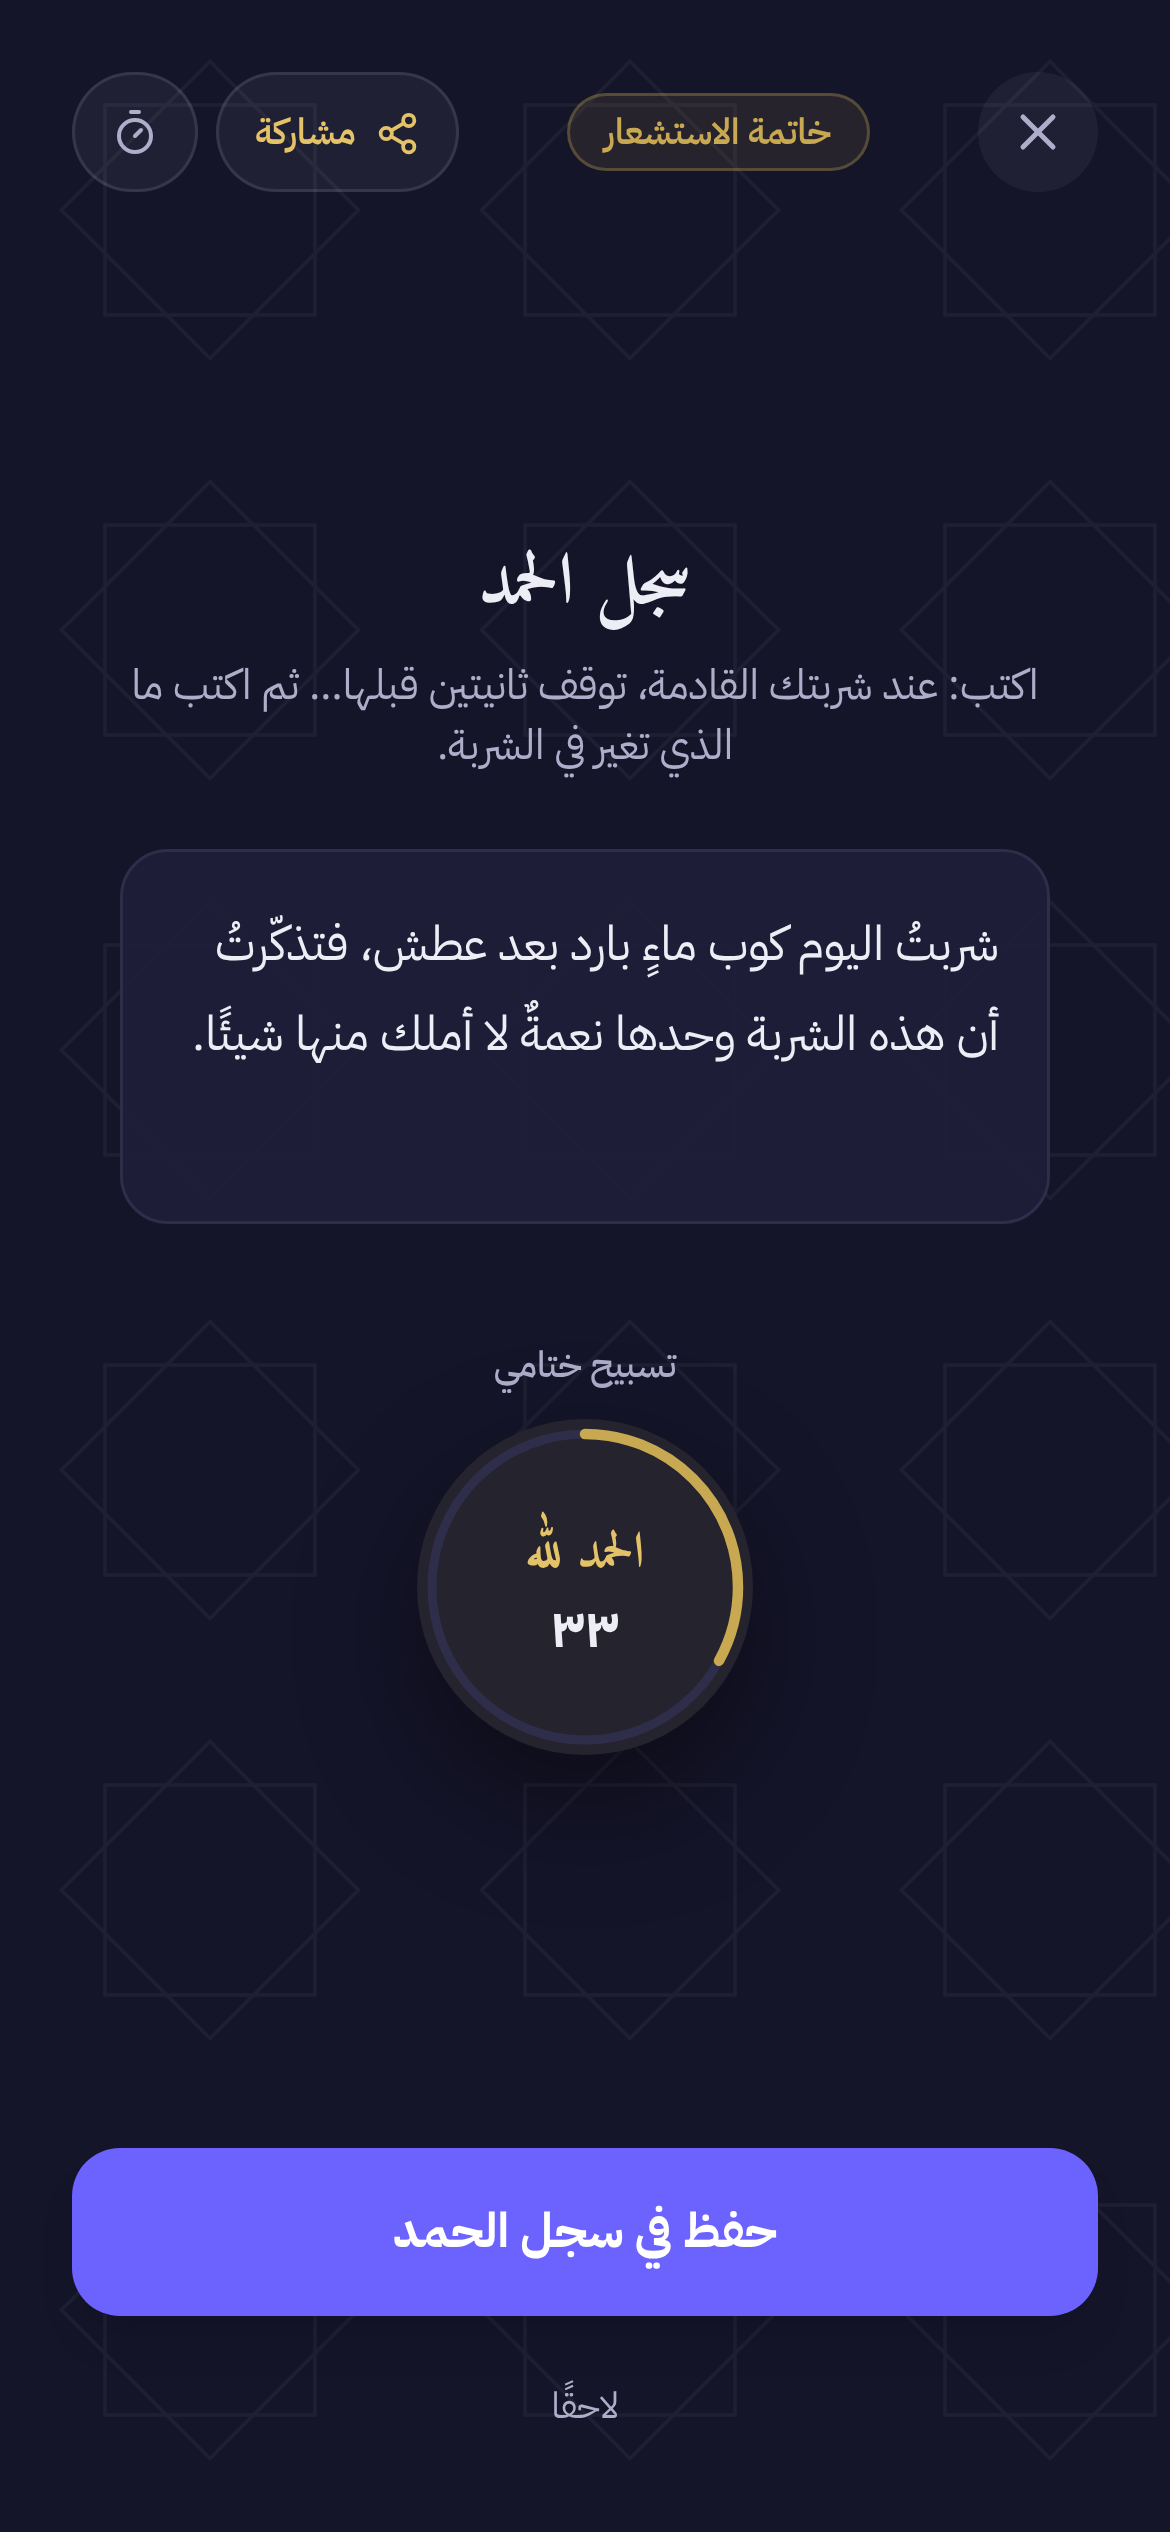 خاتمة الاستشعار
مشاركة
سجل الحمد
اكتب: عند شربتك القادمة، توقف ثانيتين قبلها... ثم اكتب ما
الذي تغير في الشربة.
شربتُ اليوم كوب ماءٍ بارد بعد عطش، فتذكّرتُ
أن هذه الشربة وحدها نعمةٌ لا أملك منها شيئًا.
تسبيح ختامي
الحمد لله
٣٣
حفظ في سجل الحمد
لاحقًا